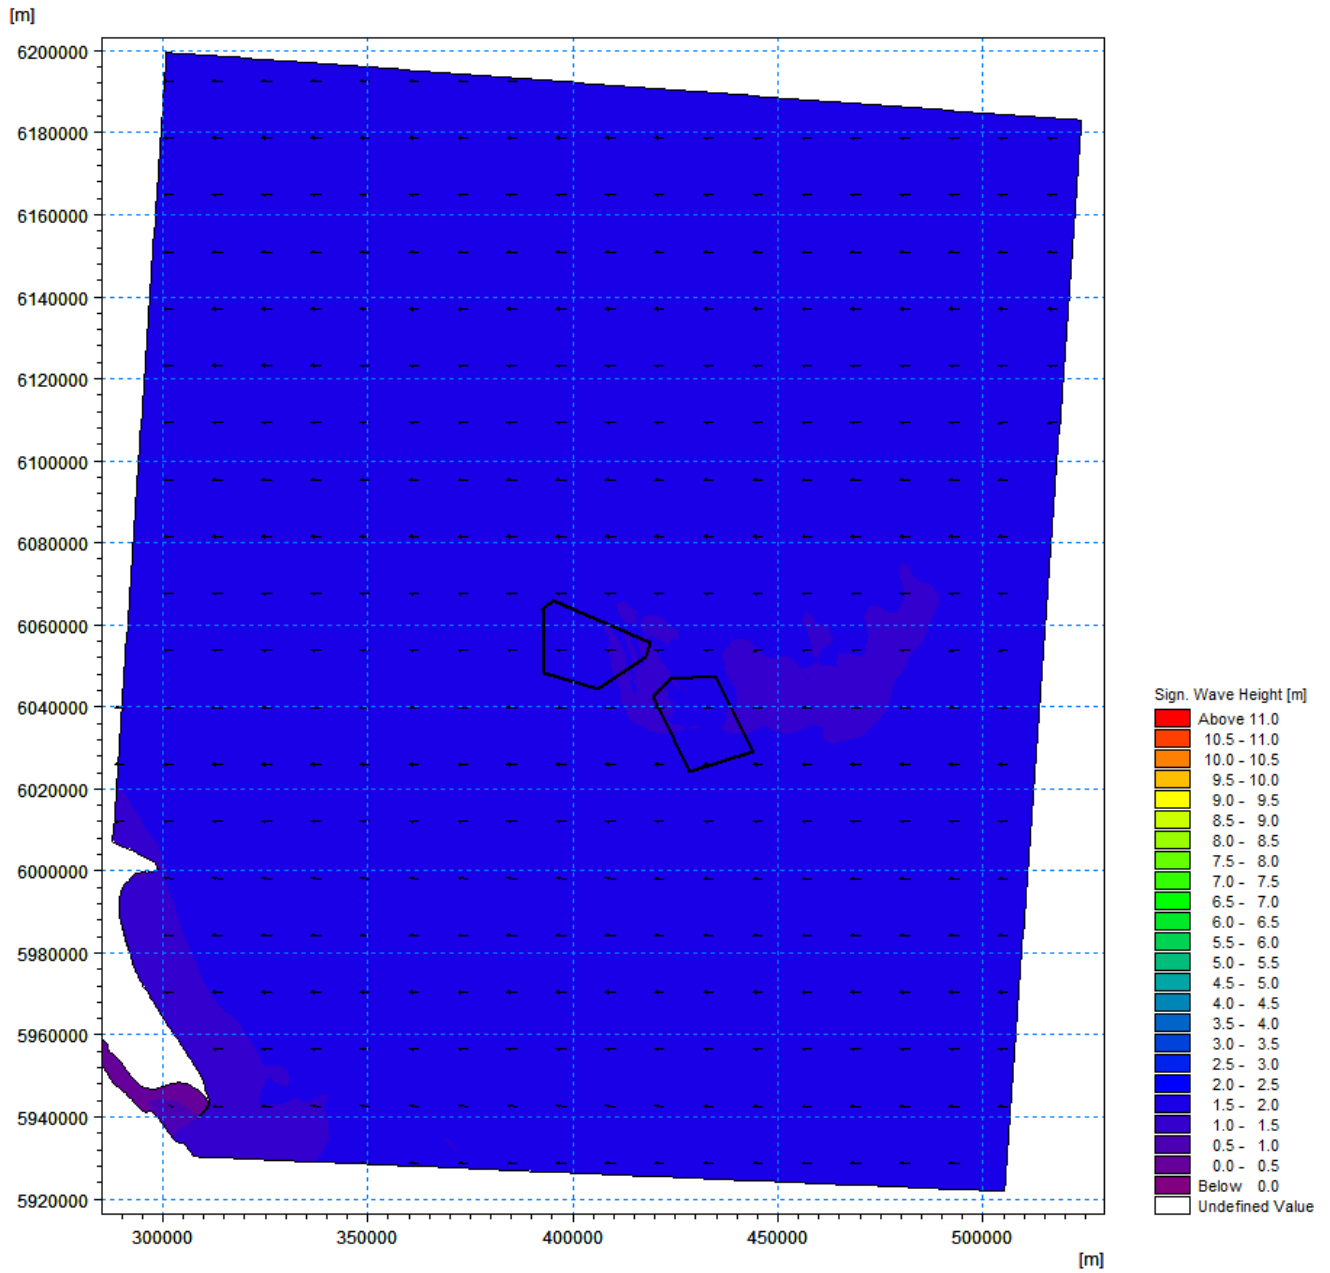 [m]
6200000
6180000
6160000
6140000
6120000
6100000
6080000
6060000
6040000
6020000
6000000
5980000
5960000
5940000
5920000
300000 350000 400000 450000 500000
[m]
Sign. Wave Height [m]
Above 11.0
10.5 - 11.0
10.0 - 10.5
9.5 - 10.0
9.0 - 9.5
8.5 - 9.0
8.0 - 8.5
7.5 - 8.0
7.0 - 7.5
6.5 - 7.0
6.0 - 6.5
5.5 - 6.0
5.0 - 5.5
4.5 - 5.0
4.0 - 4.5
3.5 - 4.0
3.0 - 3.5
2.5 - 3.0
2.0 - 2.5
1.5 - 2.0
1.0 - 1.5
0.5 - 1.0
0.0 - 0.5
Below 0.0
Undefined Value